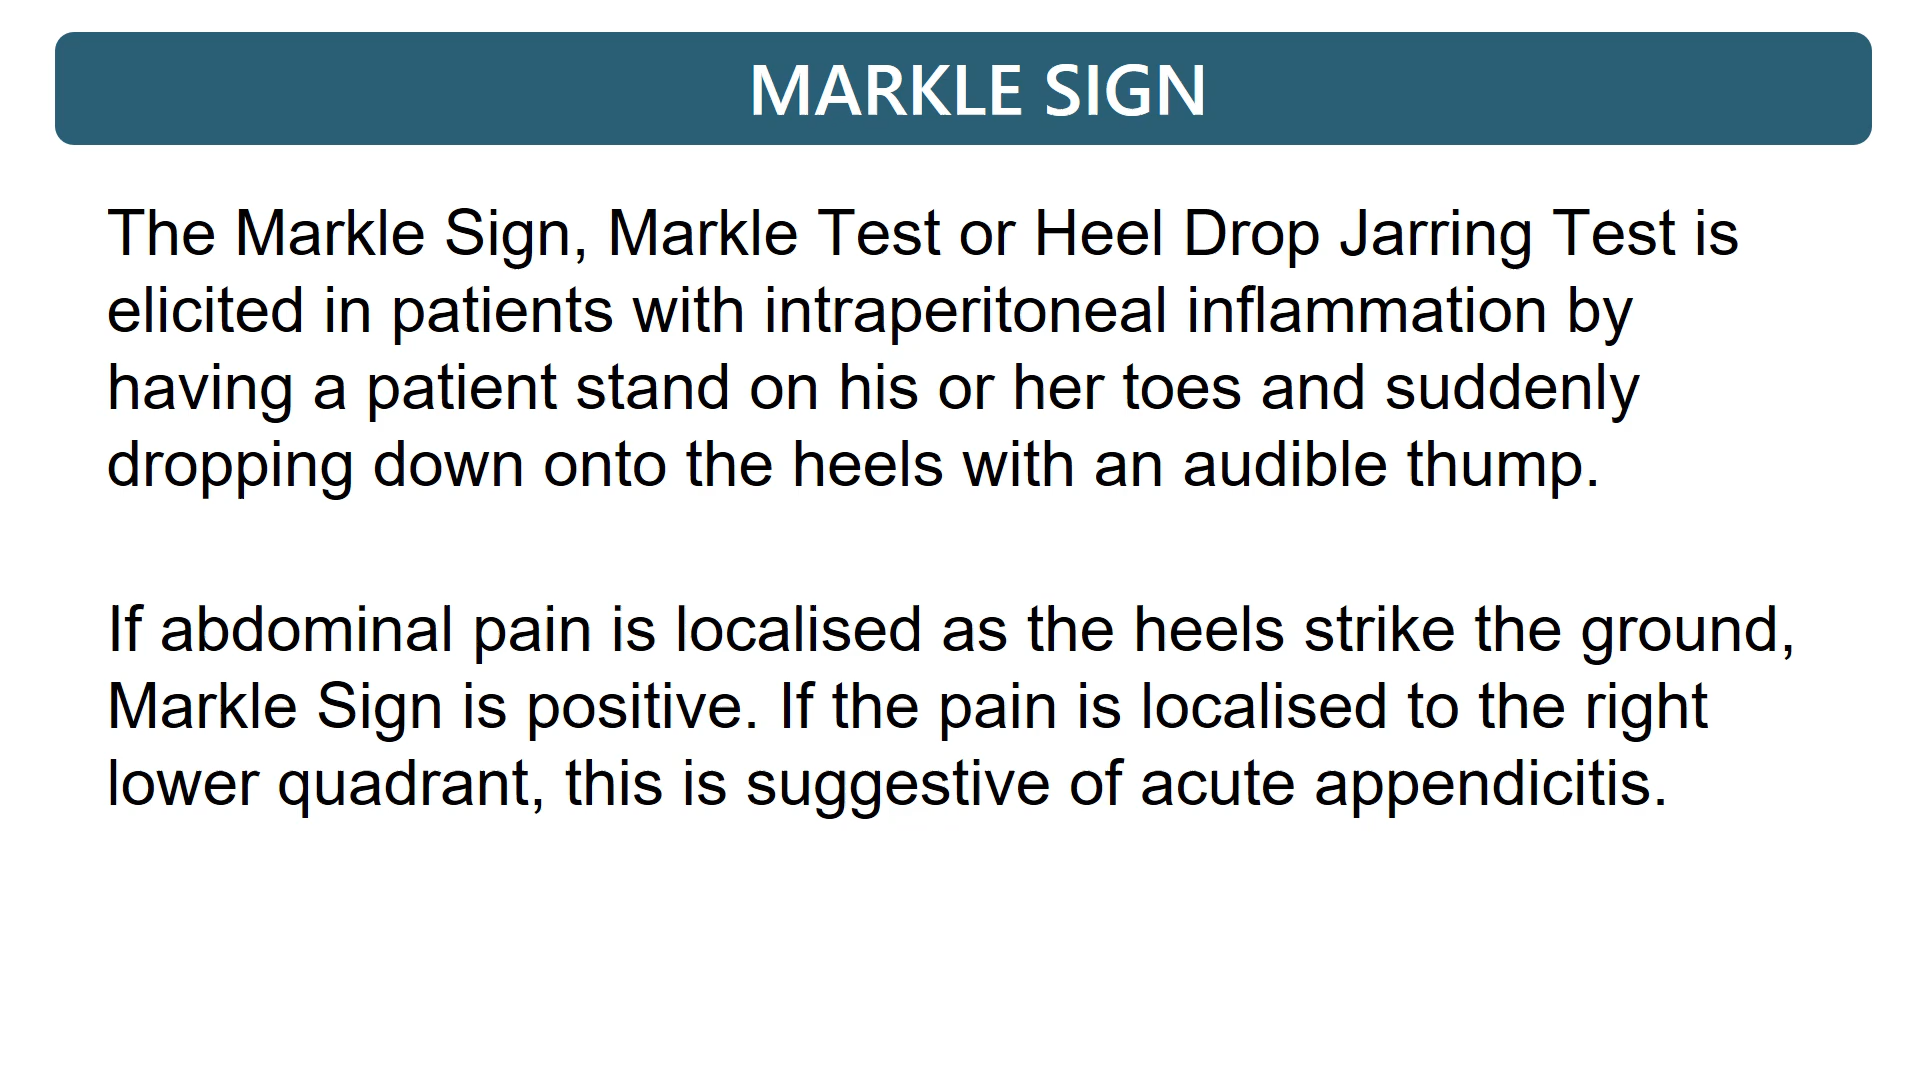 MARKLE SIGN
The Markle Sign, Markle Test or Heel Drop Jarring Test is
elicited in patients with intraperitoneal inflammation by
having a patient stand on his or her toes and suddenly
dropping down onto the heels with an audible thump.
If abdominal pain is localised as the heels strike the ground,
Markle Sign is positive. If the pain is localised to the right
lower quadrant, this is suggestive of acute appendicitis.